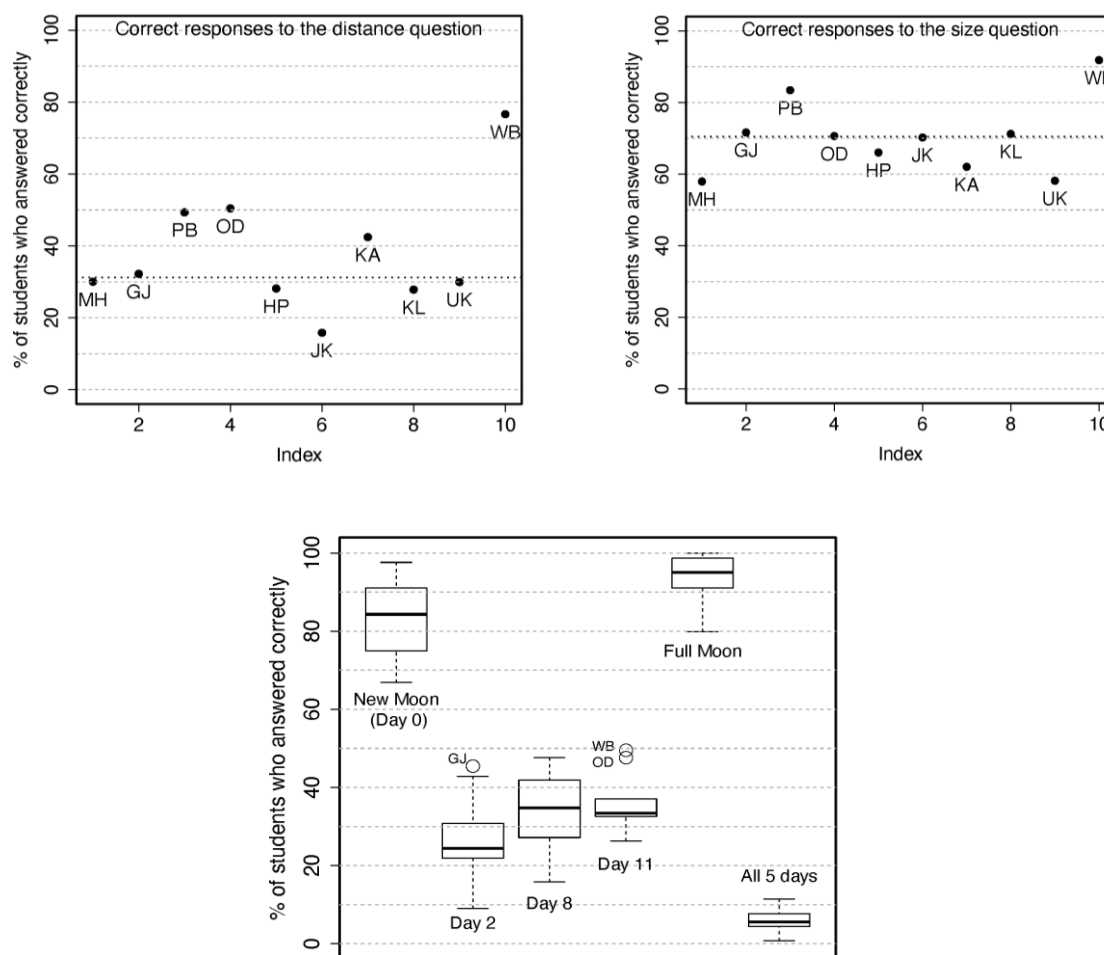 Correct responses to the distance question
% of students who answered correctly
100
80
60
40
20
0
MH
GJ
PB
OD
HP
JK
KA
KL
UK
WB
2
4
6
8
10
Index
Correct responses to the size question
% of students who answered correctly
100
80
60
40
20
0
MH
GJ
PB
OD
HP
JK
KA
KL
UK
2
4
6
8
10
Index
% of students who answered correctly
100
80
60
40
20
0
New Moon
(Day 0)
GJ
Day 2
Day 8
WB
OD
Day 11
Full Moon
All 5 days